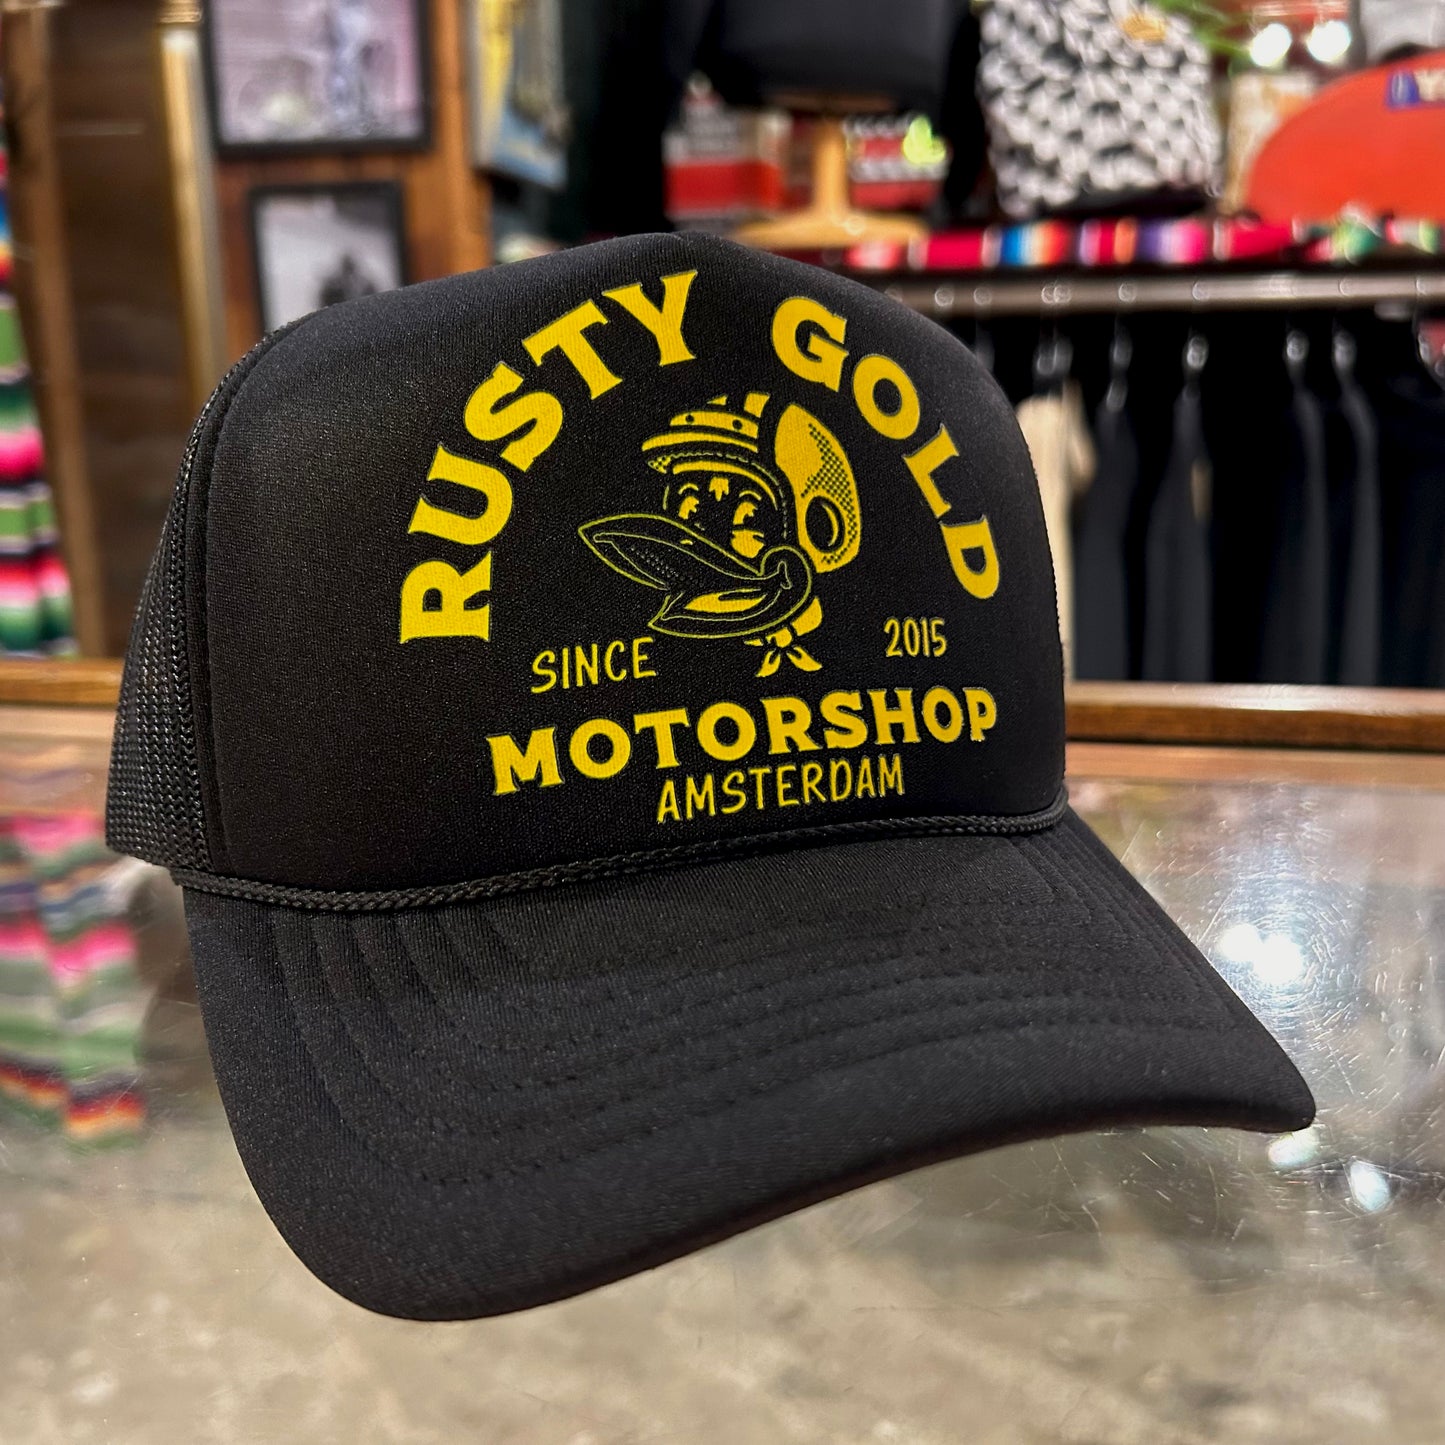 RUSTY GOLD
SINCE 2015
MOTORSHOP
AMSTERDAM